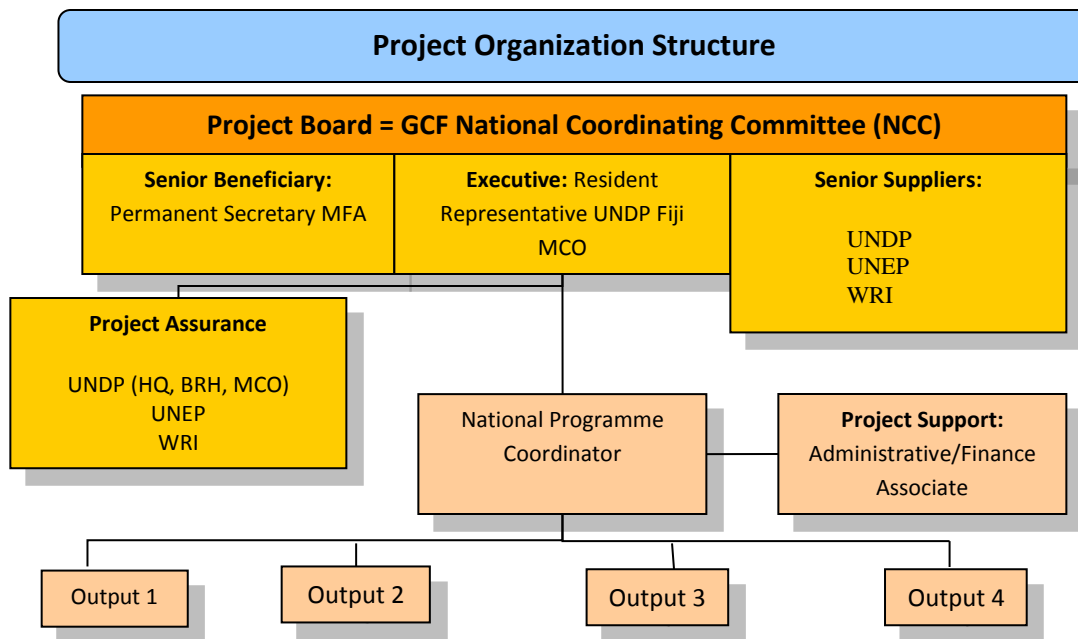 Project Organization Structure
Project Board = GCF National Coordinating Committee (NCC)
Senior Beneficiary:
Permanent Secretary MFA
Executive: Resident
Representative UNDP Fiji
MCO
Senior Suppliers:
UNDP
UNEP
WRI
Project Assurance
UNDP (HQ, BRH, MCO)
UNEP
WRI
National Programme
Coordinator
Project Support:
Administrative/Finance
Associate
Output 1
Output 2
Output 3
Output 4